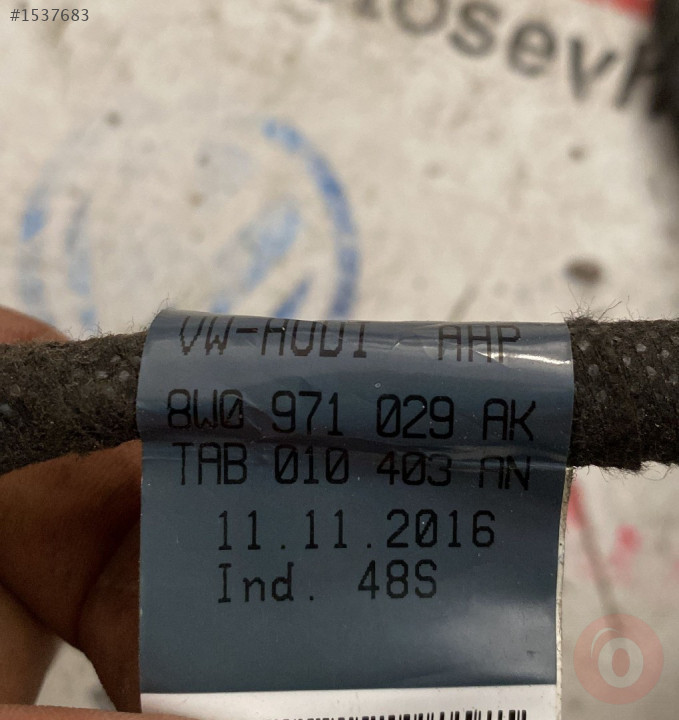 #1537683
VW-AUDI AHP
8W0 971 029 AK
TAB 010 403 AN
11.11.2016
Ind. 48S